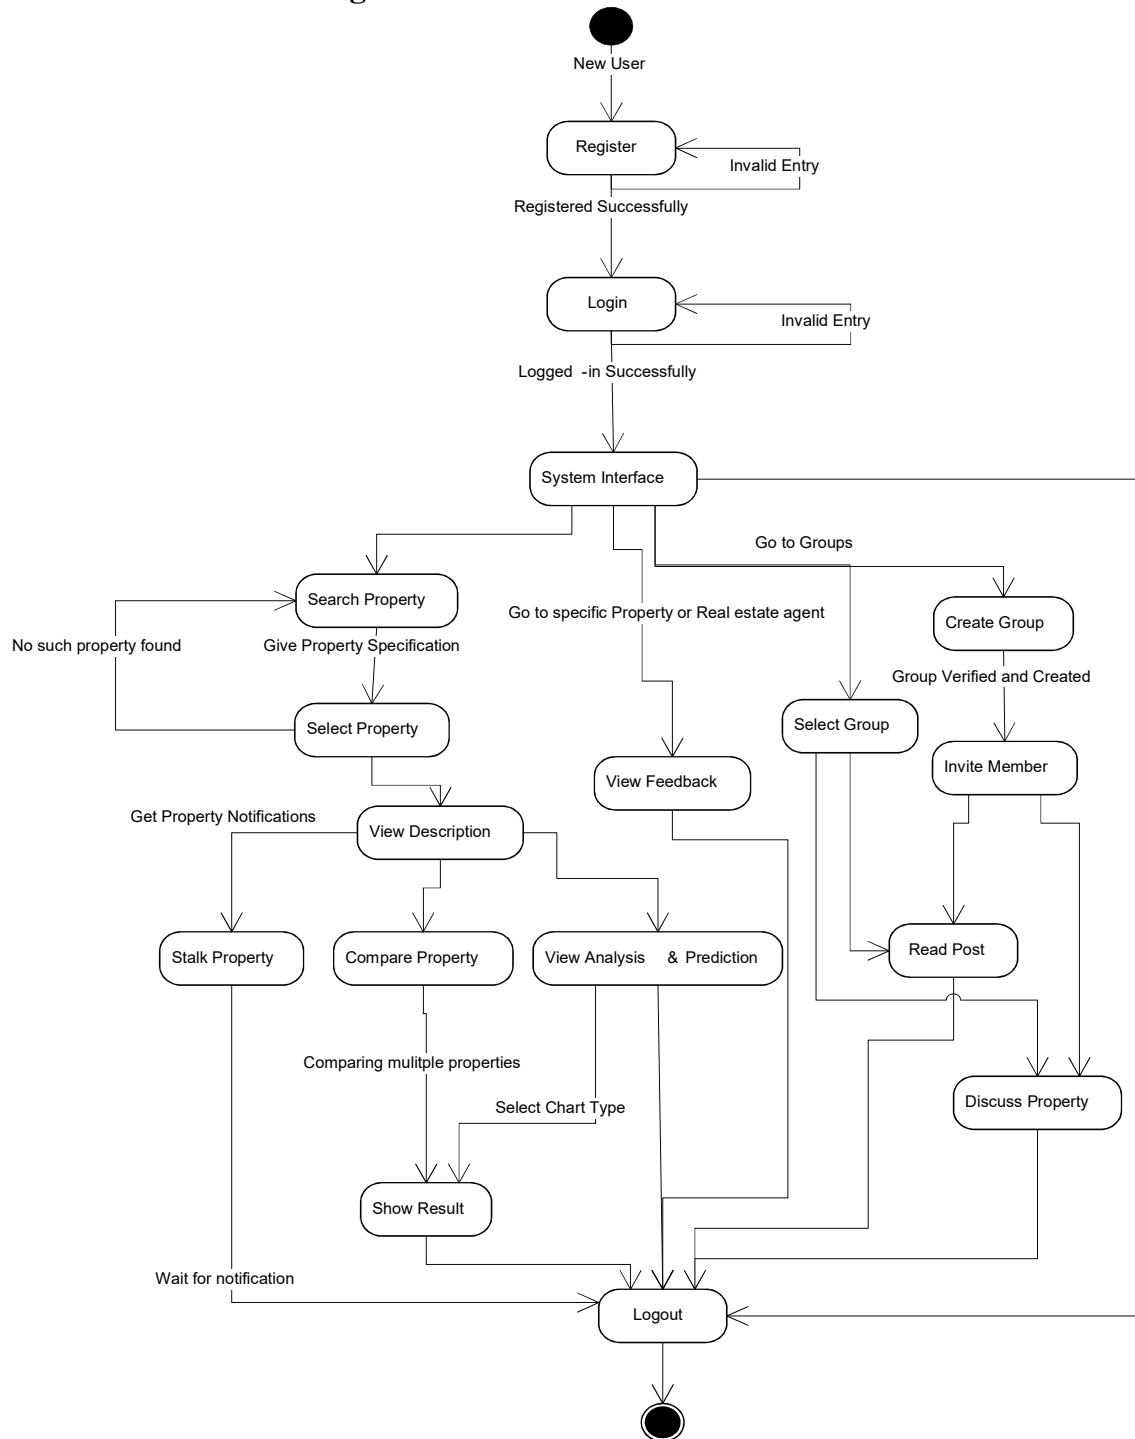 New User
Register
Invalid Entry
Registered Successfully
Login
Invalid Entry
Logged -in Successfully
System Interface
Go to Groups
Search Property
Go to specific Property or Real estate agent
Create Group
No such property found
Give Property Specification
Group Verified and Created
Select Property
Select Group
Invite Member
View Feedback
Get Property Notifications
View Description
Stalk Property
Compare Property
View Analysis & Prediction
Read Post
Comparing mulitple properties
Select Chart Type
Discuss Property
Show Result
Wait for notification
Logout